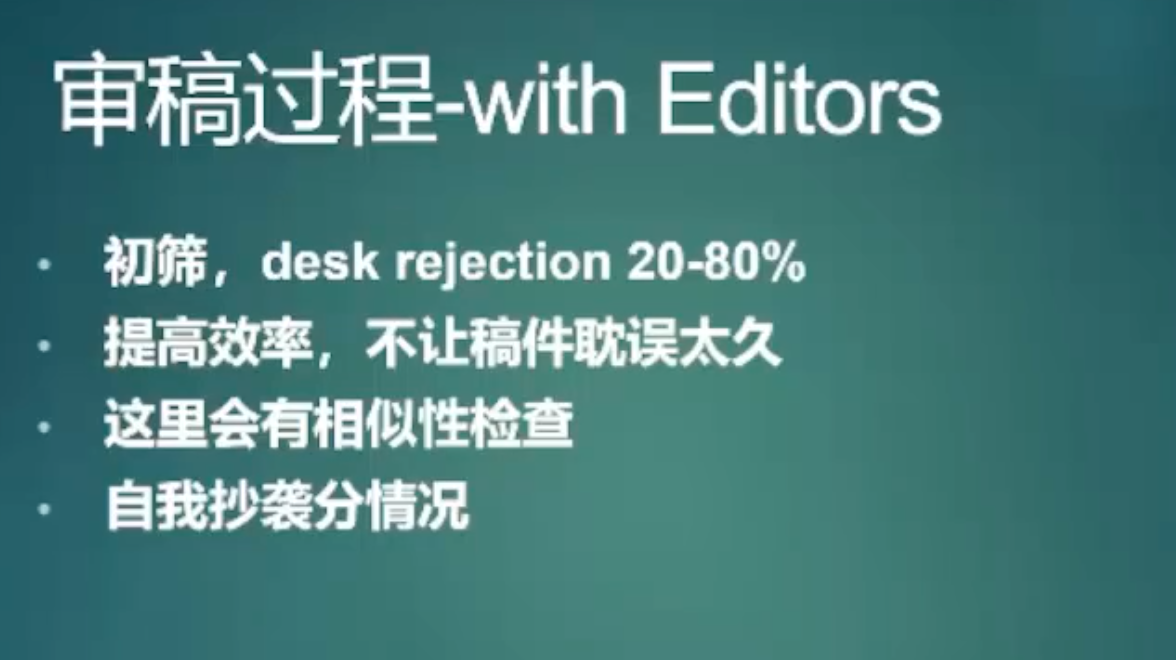 审稿过程-with Editors
初筛，desk rejection 20-80%
提高效率，不让稿件耽误太久
这里会有相似性检查
自我抄袭分情况